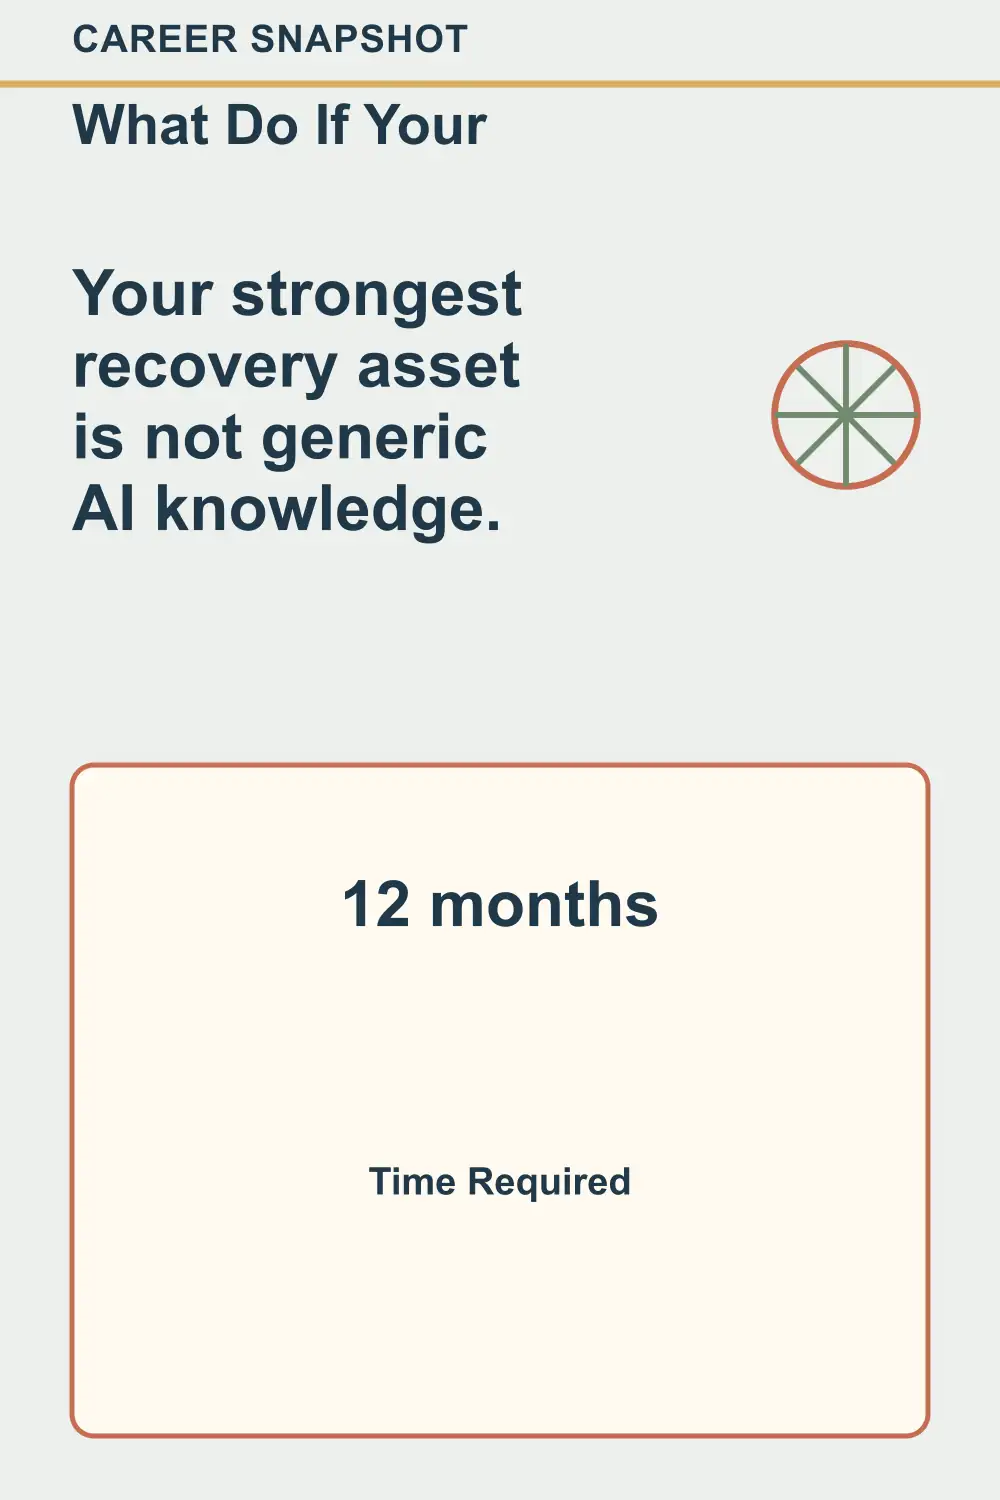 CAREER SNAPSHOT
What Do If Your
Your strongest
recovery asset
is not generic
AI knowledge.
12 months
Time Required